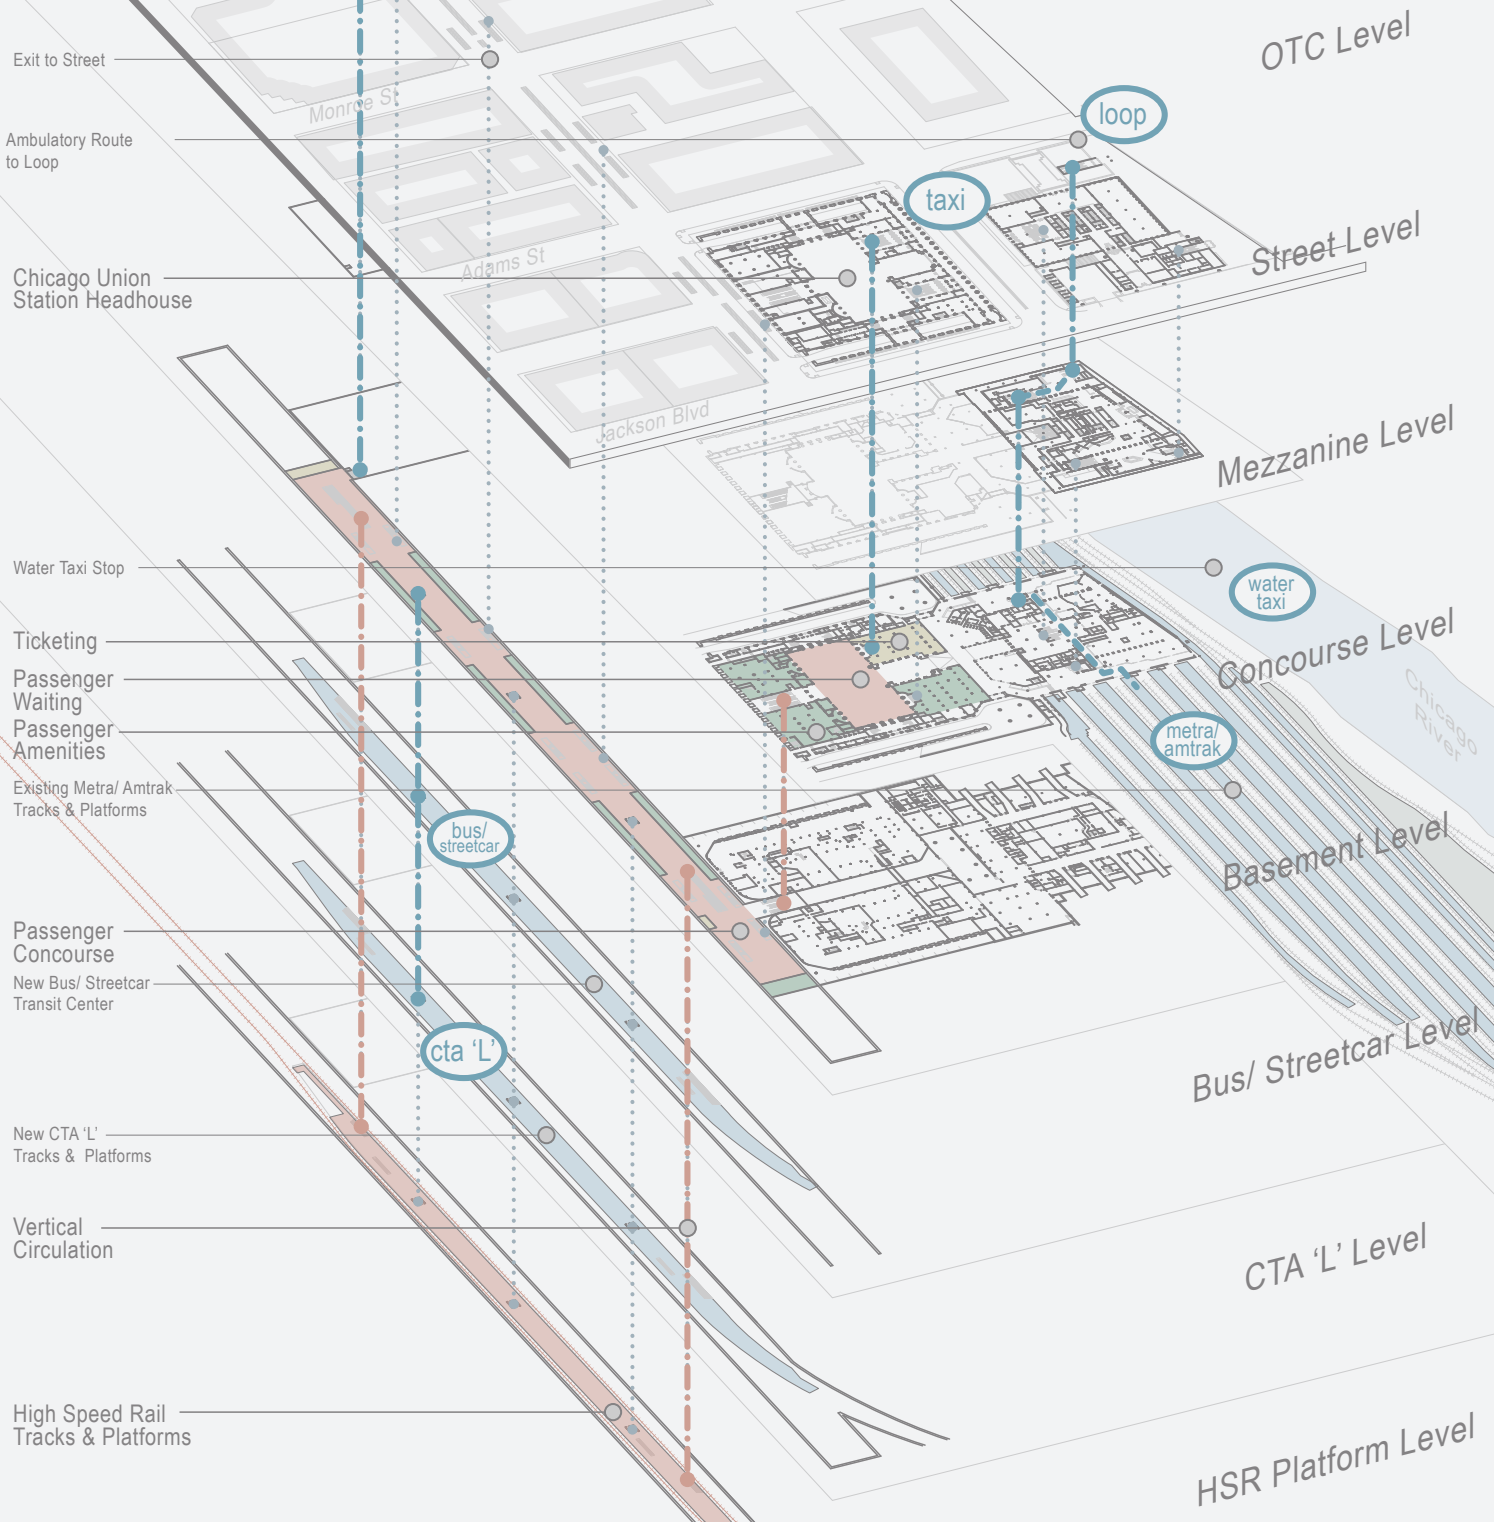 OTC Level
Exit to Street
Monroe St
loop
Ambulatory Route
to Loop
taxi
Street Level
Adams St
Chicago Union
Station Headhouse
Jackson Blvd
Mezzanine Level
Water Taxi Stop
water
taxi
Ticketing
Concourse Level
Passenger
Waiting
Chicago
River
Passenger
Amenities
metra/
amtrak
Existing Metra/ Amtrak
Tracks & Platforms
bus/
streetcar
Basement Level
Passenger
Concourse
New Bus/ Streetcar
Transit Center
cta ‘L’
Bus/ Streetcar Level
New CTA ‘L’
Tracks & Platforms
Vertical
Circulation
CTA ‘L’ Level
High Speed Rail
Tracks & Platforms
HSR Platform Level